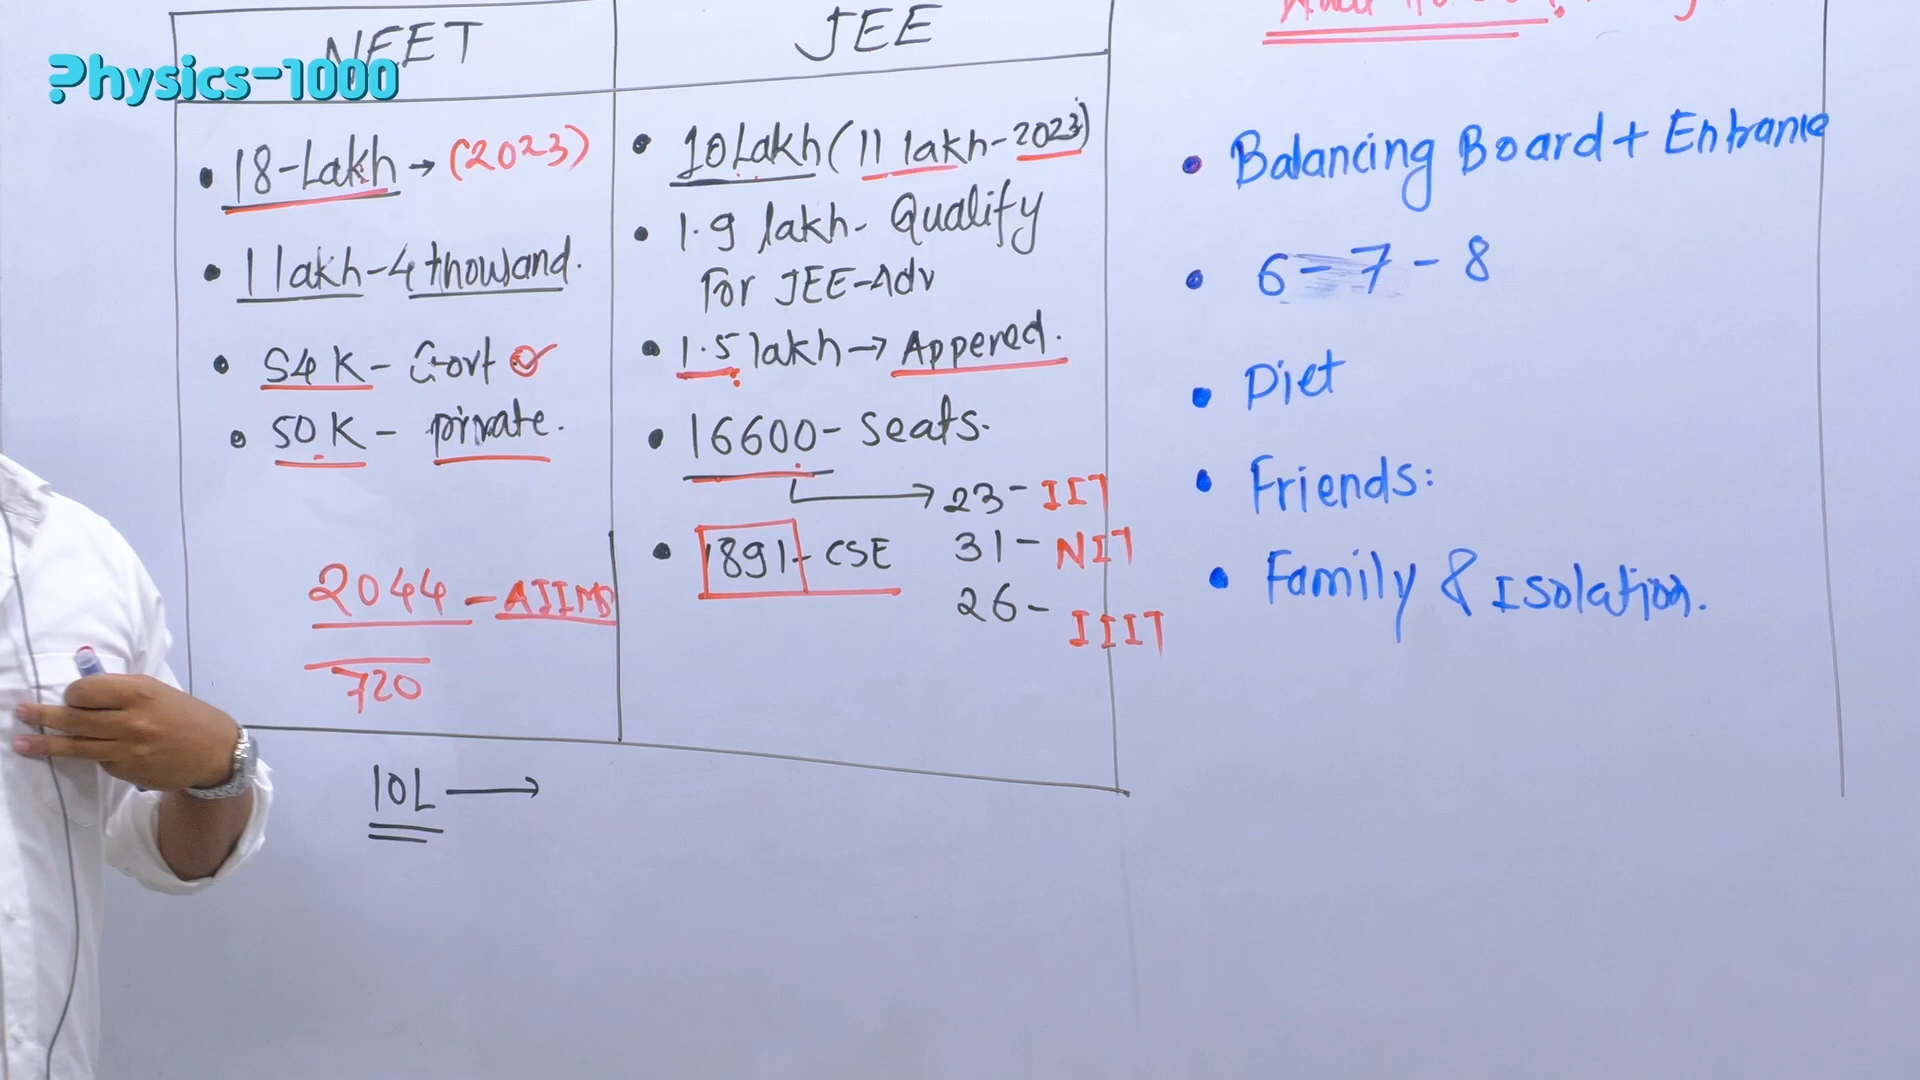 NEET
JEE
Physics-1000
• 18-Lakh → (2023)
• 1 lakh-4 thousand.
• 54 K - Govt
• 50 K - private.
2044 - AIIMS
720
10L →
• 10 Lakh (11 lakh-2023)
• 1.9 lakh- Qualify
For JEE-Adv
• 1.5 lakh → Appered.
• 16600- seats.
→ 23- IIT
31- NIT
26- IIIT
• 1891- CSE
• Balancing Board + Entrance
• 6 - 7 - 8
• Diet
• Friends:
• Family & Isolation.